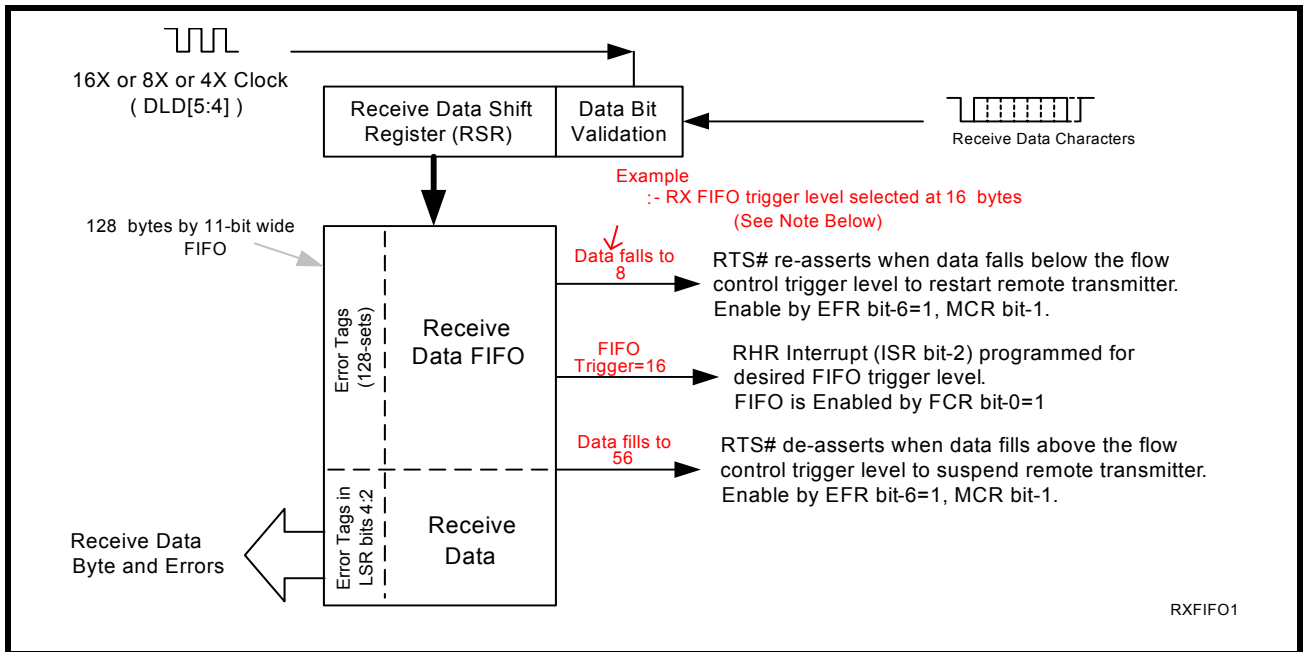 16X or 8X or 4X Clock
( DLD[5:4] )
Receive Data Shift
Register (RSR)
Data Bit
Validation
Receive Data Characters
Example
:- RX FIFO trigger level selected at 16 bytes
(See Note Below)
128 bytes by 11-bit wide
FIFO
Error Tags
(128-sets)
Receive
Data FIFO
Data falls to
8
RTS# re-asserts when data falls below the flow
control trigger level to restart remote transmitter.
Enable by EFR bit-6=1, MCR bit-1.
FIFO
Trigger=16
RHR Interrupt (ISR bit-2) programmed for
desired FIFO trigger level.
FIFO is Enabled by FCR bit-0=1
Data fills to
56
RTS# de-asserts when data fills above the flow
control trigger level to suspend remote transmitter.
Enable by EFR bit-6=1, MCR bit-1.
Error Tags in
LSR bits 4:2
Receive
Data
Receive Data
Byte and Errors
RXFIFO1